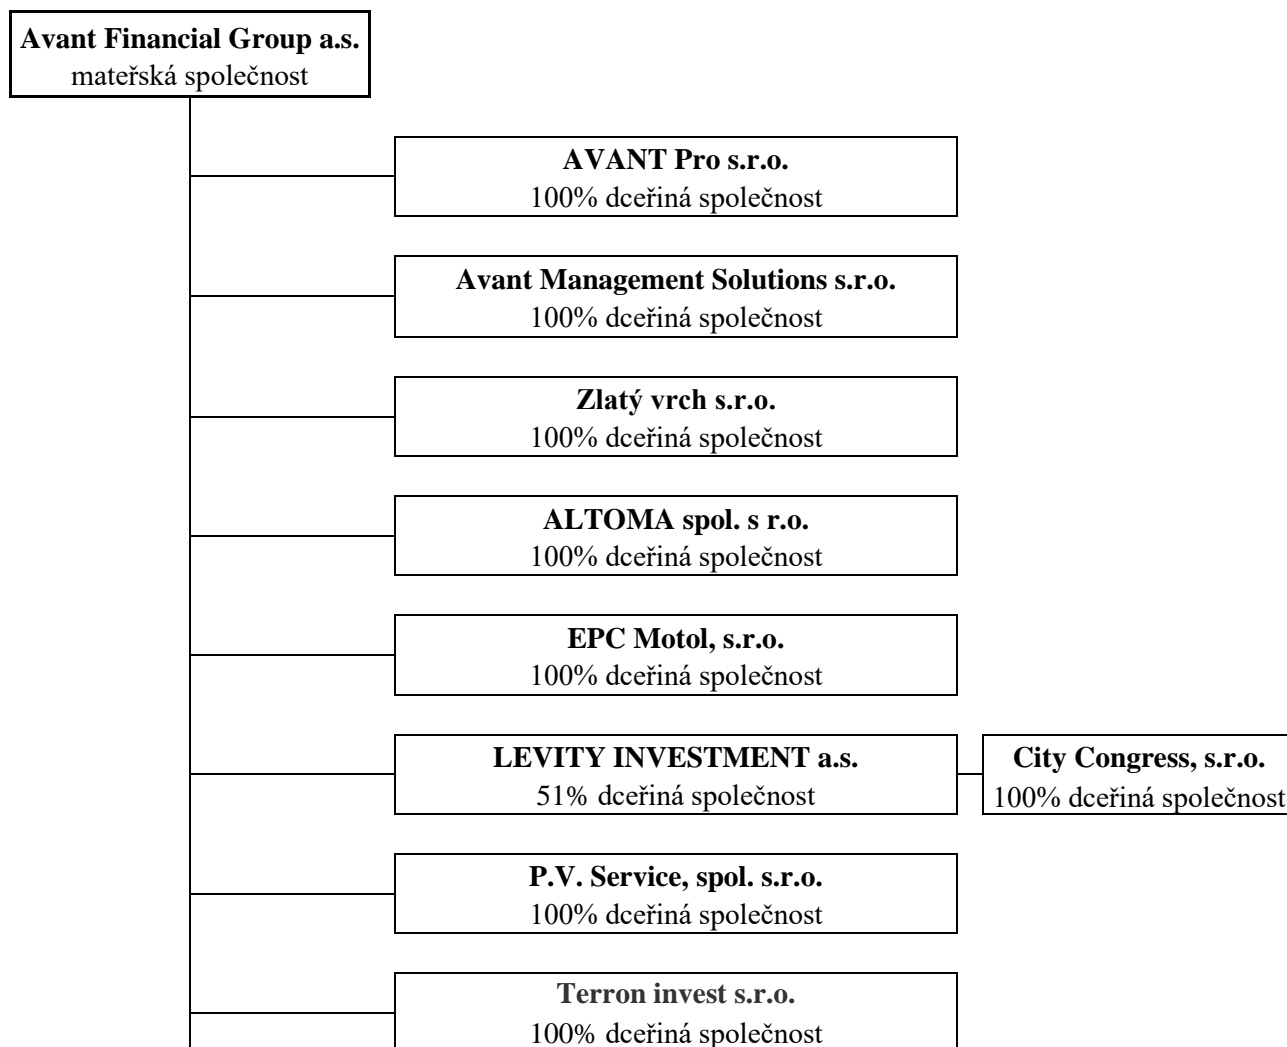 Avant Financial Group a.s.
mateřská společnost
AVANT Pro s.r.o.
100% dceřiná společnost
Avant Management Solutions s.r.o.
100% dceřiná společnost
Zlatý vrch s.r.o.
100% dceřiná společnost
ALTOMA spol. s r.o.
100% dceřiná společnost
EPC Motol, s.r.o.
100% dceřiná společnost
LEVITY INVESTMENT a.s.
51% dceřiná společnost
City Congress, s.r.o.
100% dceřiná společnost
P.V. Service, spol. s.r.o.
100% dceřiná společnost
Terron invest s.r.o.
100% dceřiná společnost